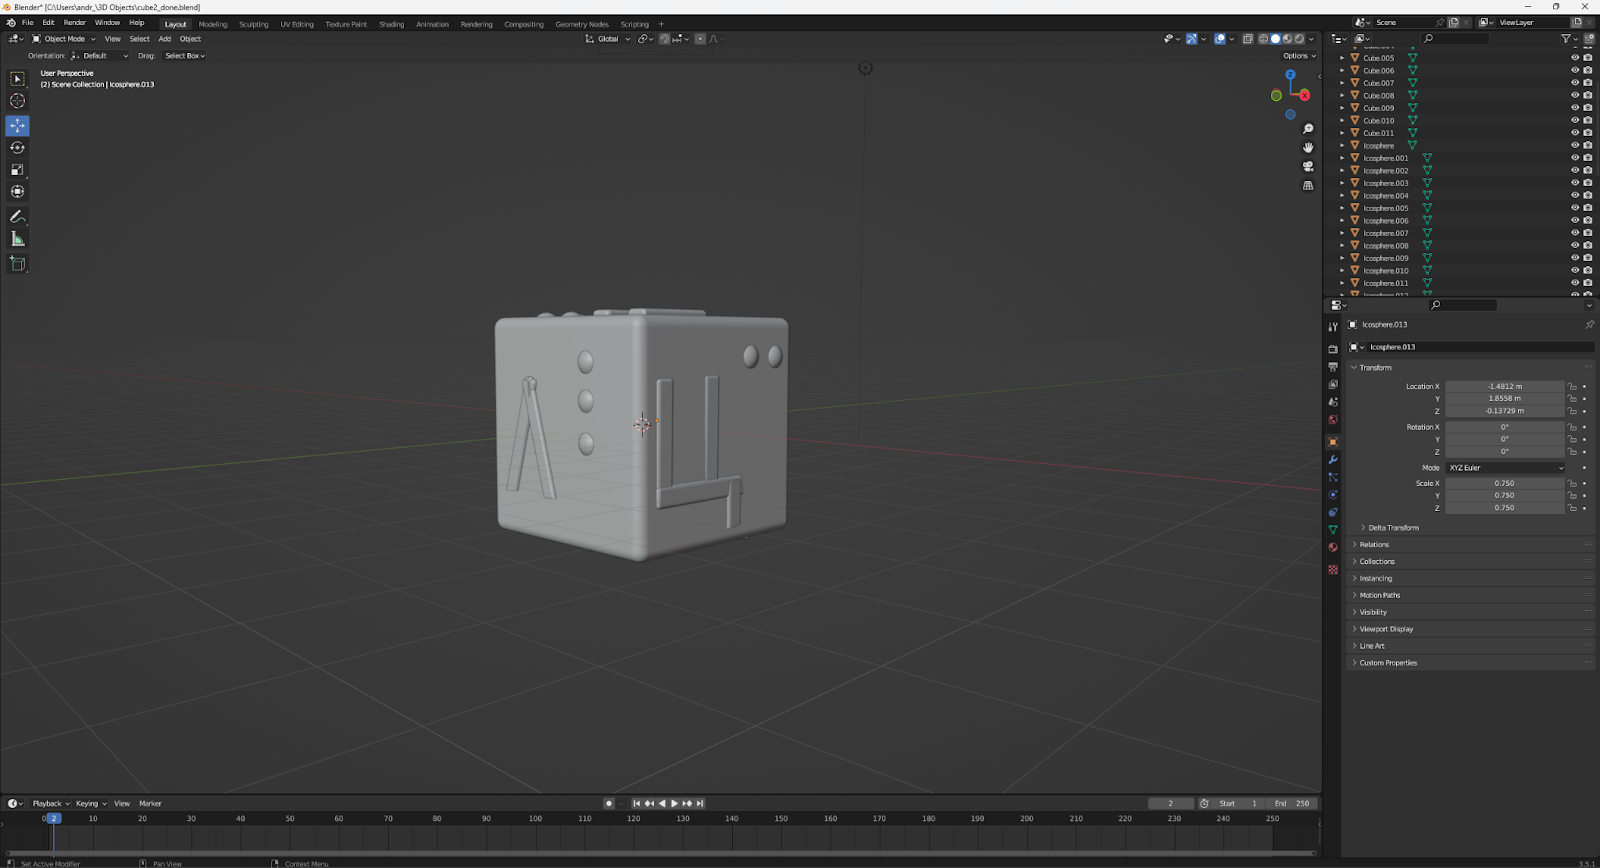 Blender* [C:\Users\andr_\3D Objects\cube2_done.blend]
File Edit Render Window Help Layout Modeling Sculpting UV Editing Texture Paint Shading Animation Rendering Compositing Geometry Nodes Scripting + Scene ViewLayer
Object Mode View Select Add Object Global
Orientation: Default Drag: Select Box Options
User Perspective
(2) Scene Collection | Icosphere.013
Z
X
Cube.005
Cube.006
Cube.007
Cube.008
Cube.009
Cube.010
Cube.011
Icosphere
Icosphere.001
Icosphere.002
Icosphere.003
Icosphere.004
Icosphere.005
Icosphere.006
Icosphere.007
Icosphere.008
Icosphere.009
Icosphere.010
Icosphere.011
Icosphere.013
Icosphere.013
Transform
Location X -1.4812 m
Y 1.8558 m
Z -0.13729 m
Rotation X 0°
Y 0°
Z 0°
Mode XYZ Euler
Scale X 0.750
Y 0.750
Z 0.750
Delta Transform
Relations
Collections
Instancing
Motion Paths
Visibility
Viewport Display
Line Art
Custom Properties
Л
Ц
Playback Keying View Marker 2 Start 1 End 250
0 2 10 20 30 40 50 60 70 80 90 100 110 120 130 140 150 160 170 180 190 200 210 220 230 240 250
Set Active Modifier Pan View Context Menu 3.5.1